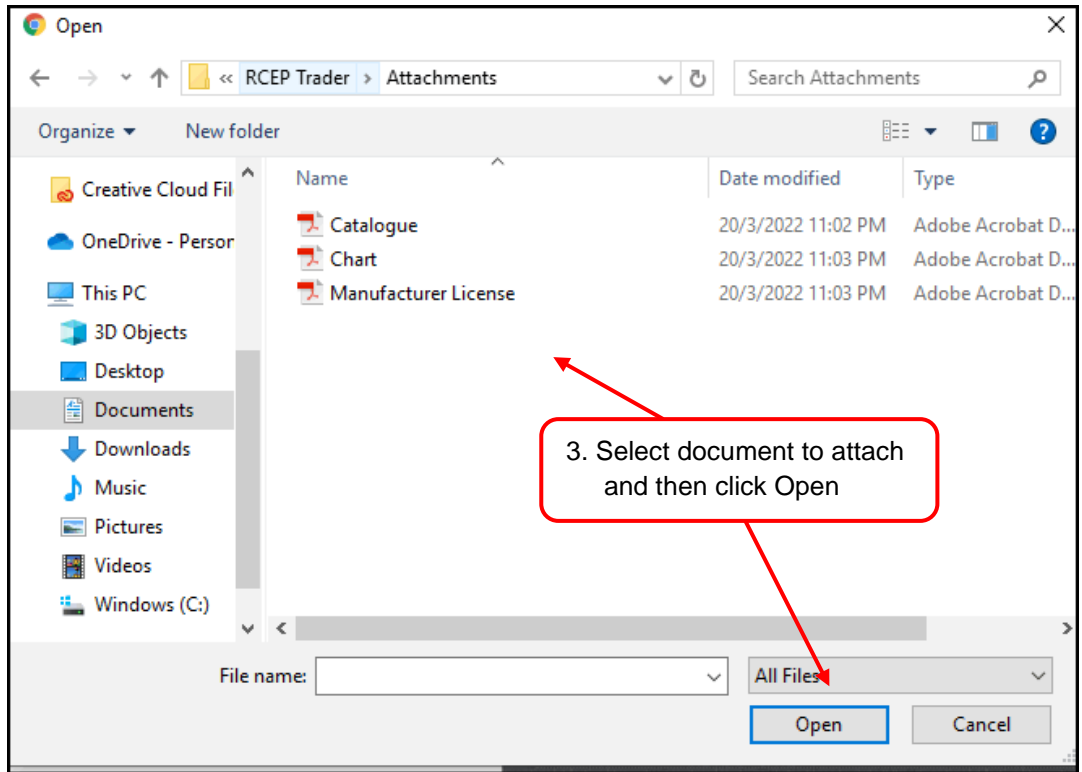 Open
« RCEP Trader > Attachments
Search Attachments
Organize
New folder
Name
Date modified
Type
Creative Cloud Fil
OneDrive - Person
This PC
3D Objects
Desktop
Documents
Downloads
Music
Pictures
Videos
Windows (C:)
Catalogue 20/3/2022 11:02 PM Adobe Acrobat D...
Chart 20/3/2022 11:03 PM Adobe Acrobat D...
Manufacturer License 20/3/2022 11:03 PM Adobe Acrobat D...
3. Select document to attach
and then click Open
File name:
All Files
Open
Cancel